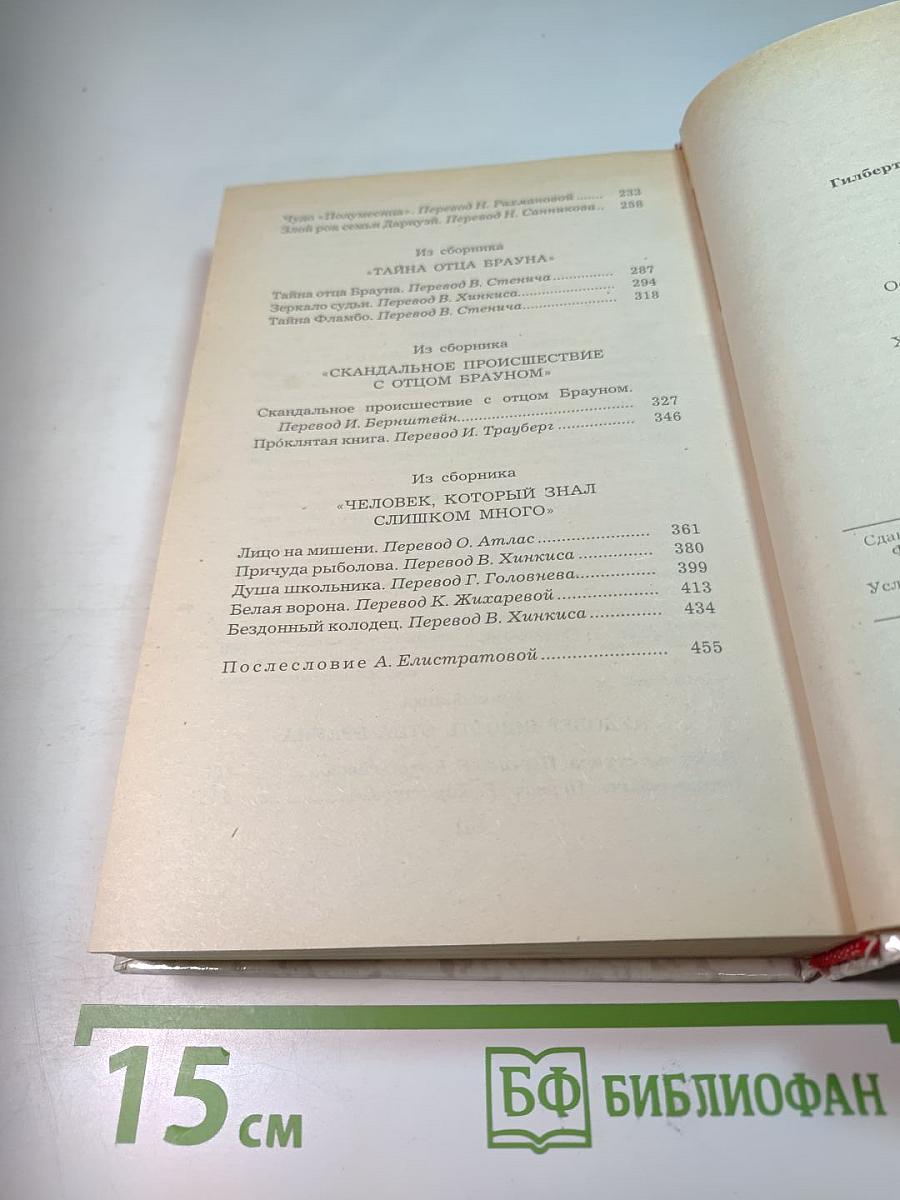 Чудо «Полумесяца». Перевод Н. Рахмановой ....... 233
Злой рок семьи Дарнуэй. Перевод Н. Санникова.. 258
Из сборника
«ТАЙНА ОТЦА БРАУНА»
Тайна отца Брауна. Перевод В. Стенича............... 287
Зеркало судьи. Перевод В. Хинкиса..................... 294
Тайна Фламбо. Перевод В. Стенича..................... 318
Из сборника
«СКАНДАЛЬНОЕ ПРОИСШЕСТВИЕ
С ОТЦОМ БРАУНОМ»
Скандальное происшествие с отцом Брауном.
Перевод И. Бернштейн....................................... 327
Про́клятая книга. Перевод И. Трауберг ................. 346
Из сборника
«ЧЕЛОВЕК, КОТОРЫЙ ЗНАЛ
СЛИШКОМ МНОГО»
Лицо на мишени. Перевод О. Атлас ........................ 361
Причуда рыболова. Перевод В. Хинкиса ................ 380
Душа школьника. Перевод Г. Головнева................. 399
Белая ворона. Перевод К. Жихаревой ..................... 413
Бездонный колодец. Перевод В. Хинкиса ............... 434
Послесловие А. Елистратовой ......................... 455
Гилберт
Сдан
Усл
15 см
БФ БИБЛИОФАН